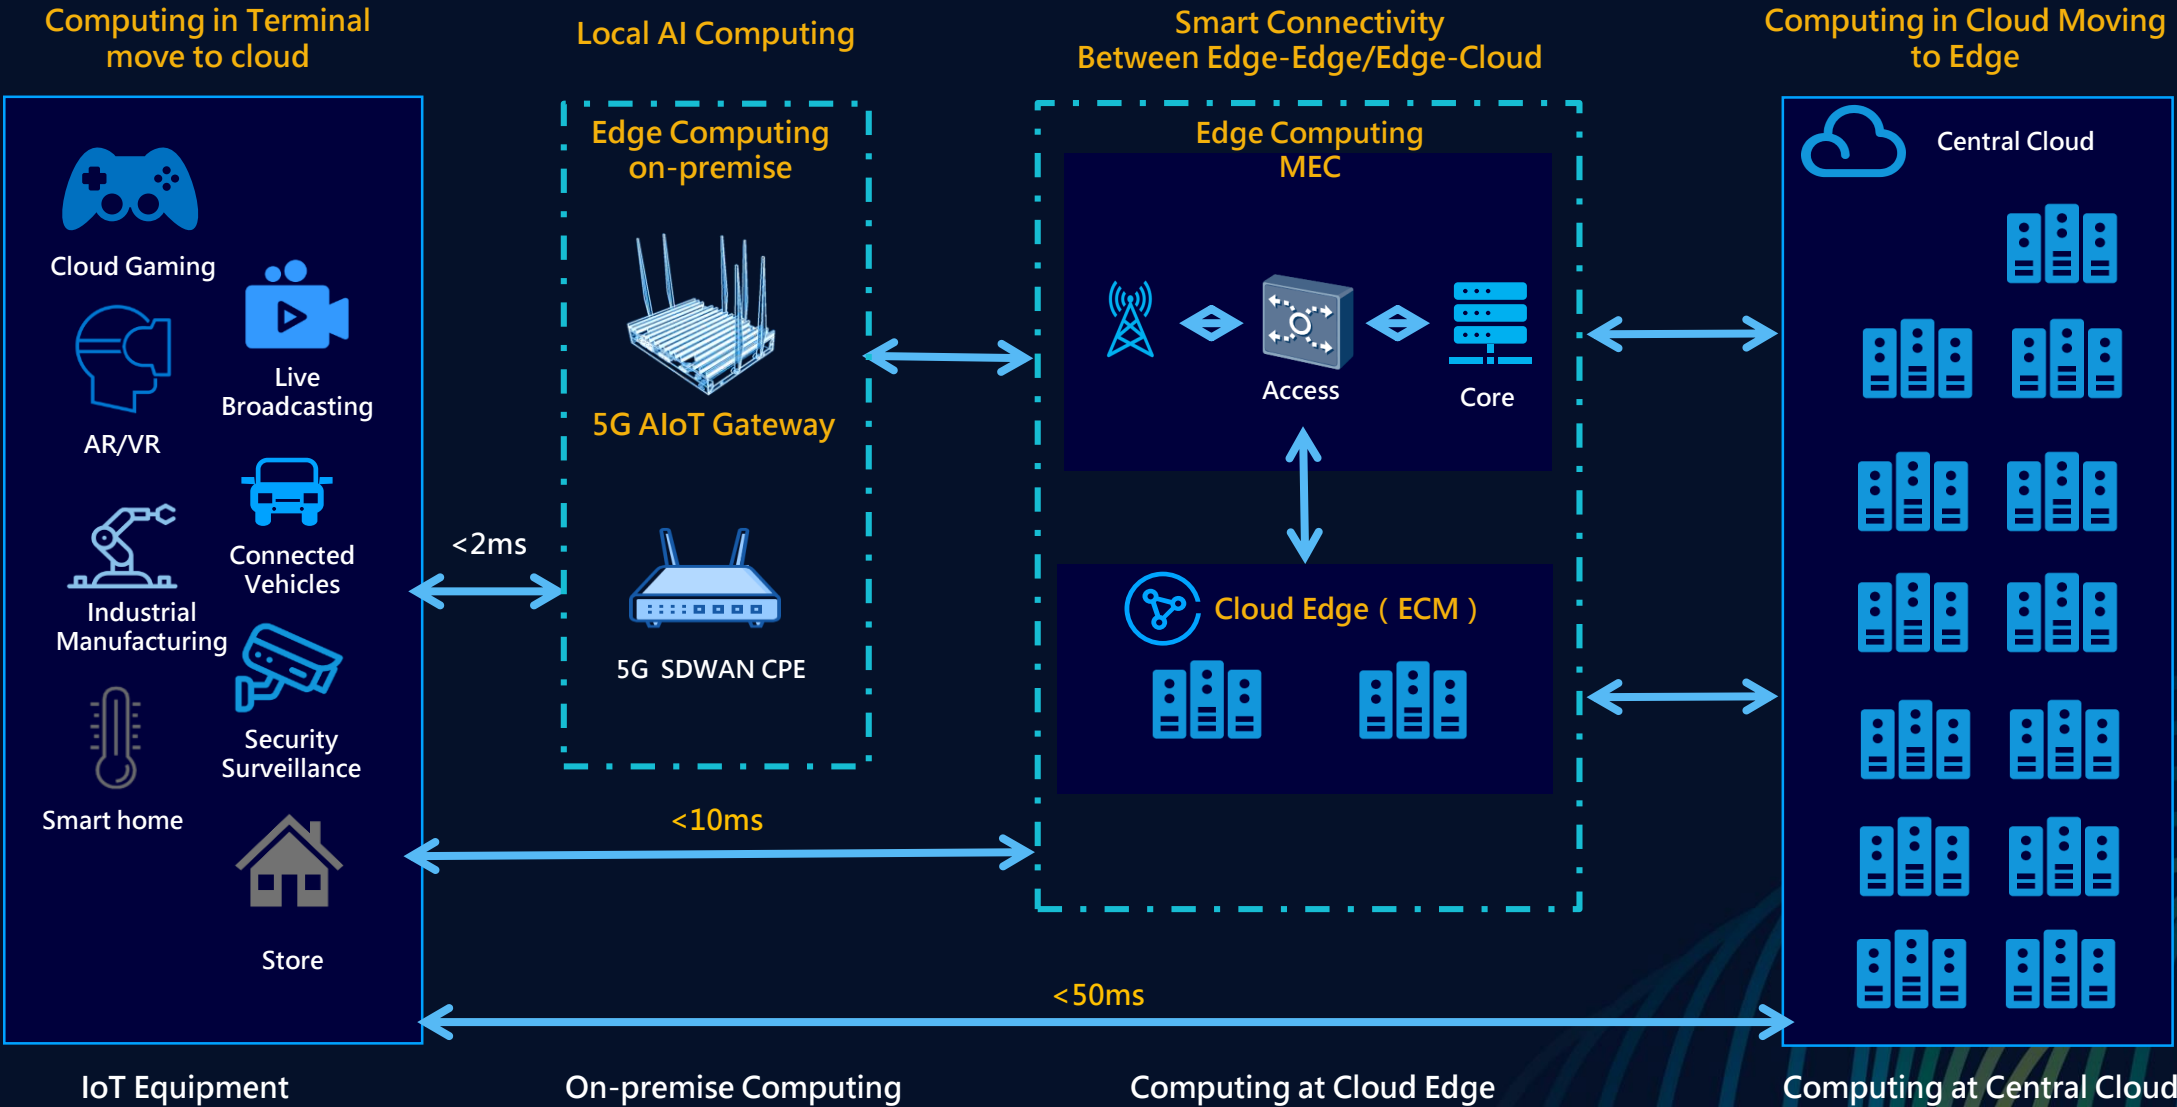 Computing in Terminal
move to cloud
Local AI Computing
Smart Connectivity
Between Edge-Edge/Edge-Cloud
Computing in Cloud Moving
to Edge
Cloud Gaming
Live
Broadcasting
AR/VR
Connected
Vehicles
Industrial
Manufacturing
Security
Surveillance
Smart home
Store
<2ms
Edge Computing
on-premise
5G AIoT Gateway
5G SDWAN CPE
<10ms
Edge Computing
MEC
Access
Core
Cloud Edge ( ECM )
<50ms
Central Cloud
IoT Equipment
On-premise Computing
Computing at Cloud Edge
Computing at Central Cloud